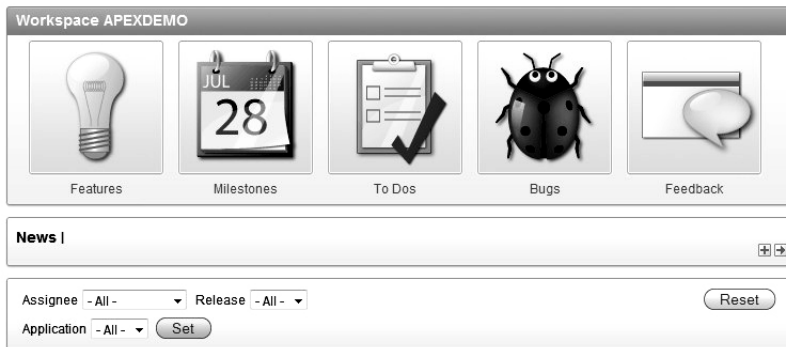 Workspace APEXDEMO
JUL
28
Features Milestones To Dos Bugs Feedback
News |
Assignee - All - Release - All - Reset
Application - All - Set